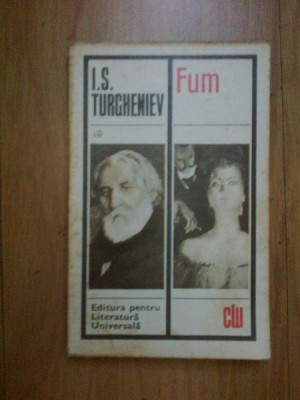 I.S.
TURGHENIEV
Fum
Editura pentru
Literatură
Universală
clu